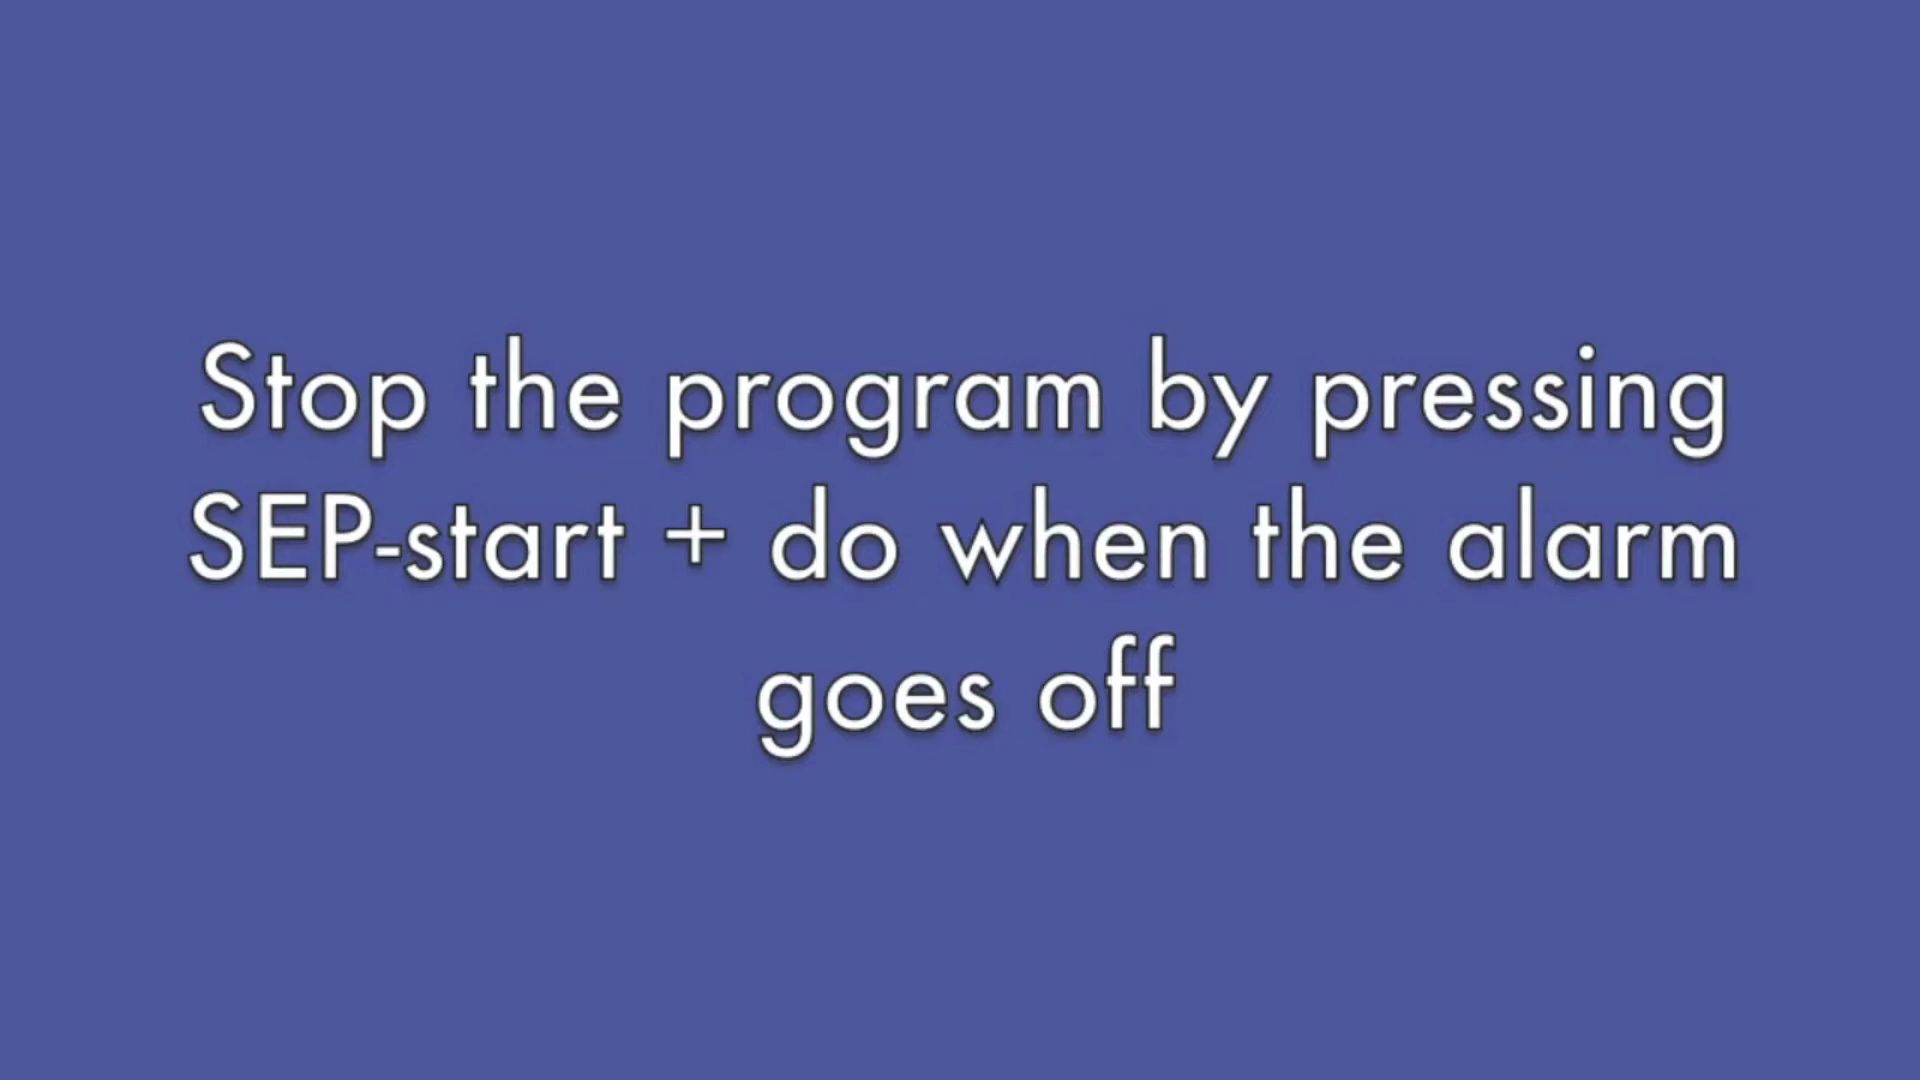 Stop the program by pressing
SEP-start + do when the alarm
goes off